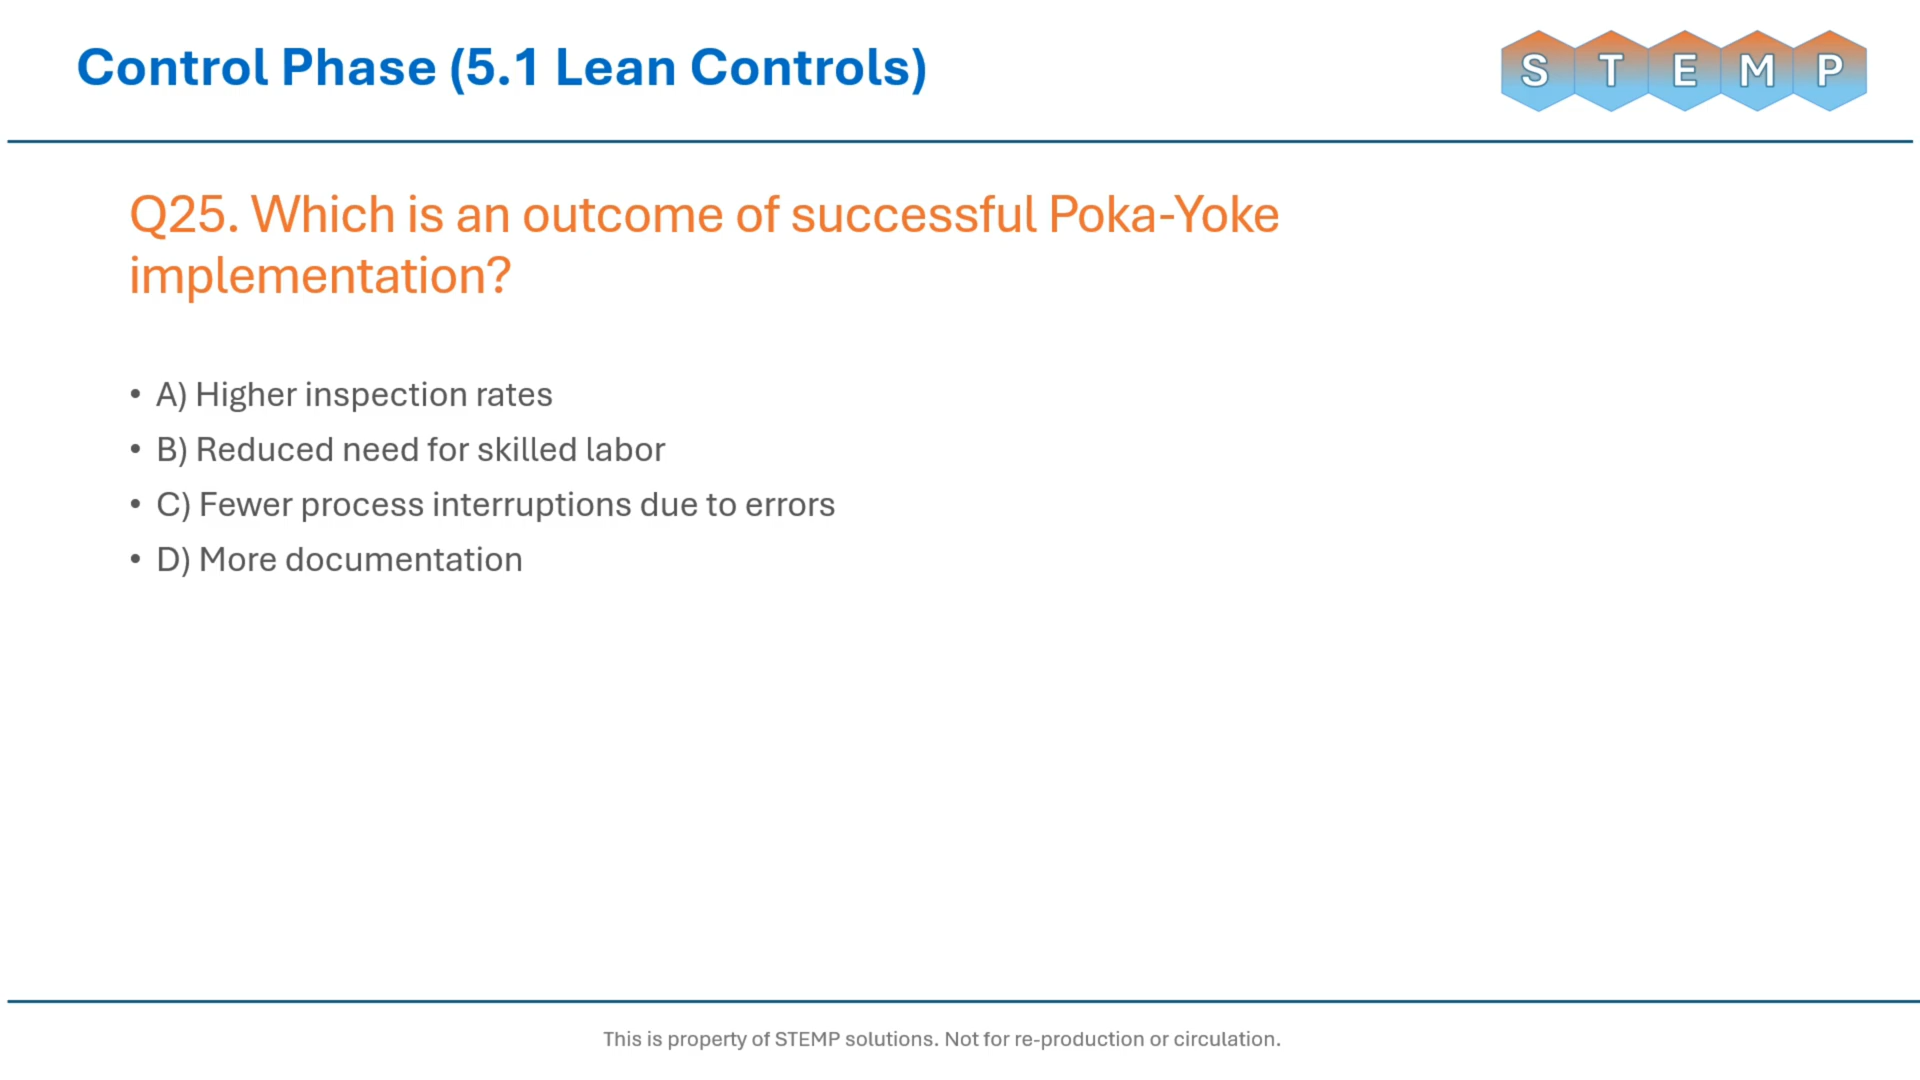 Control Phase (5.1 Lean Controls)
S T E M P
Q25. Which is an outcome of successful Poka-Yoke
implementation?
• A) Higher inspection rates
• B) Reduced need for skilled labor
• C) Fewer process interruptions due to errors
• D) More documentation
This is property of STEMP solutions. Not for re-production or circulation.